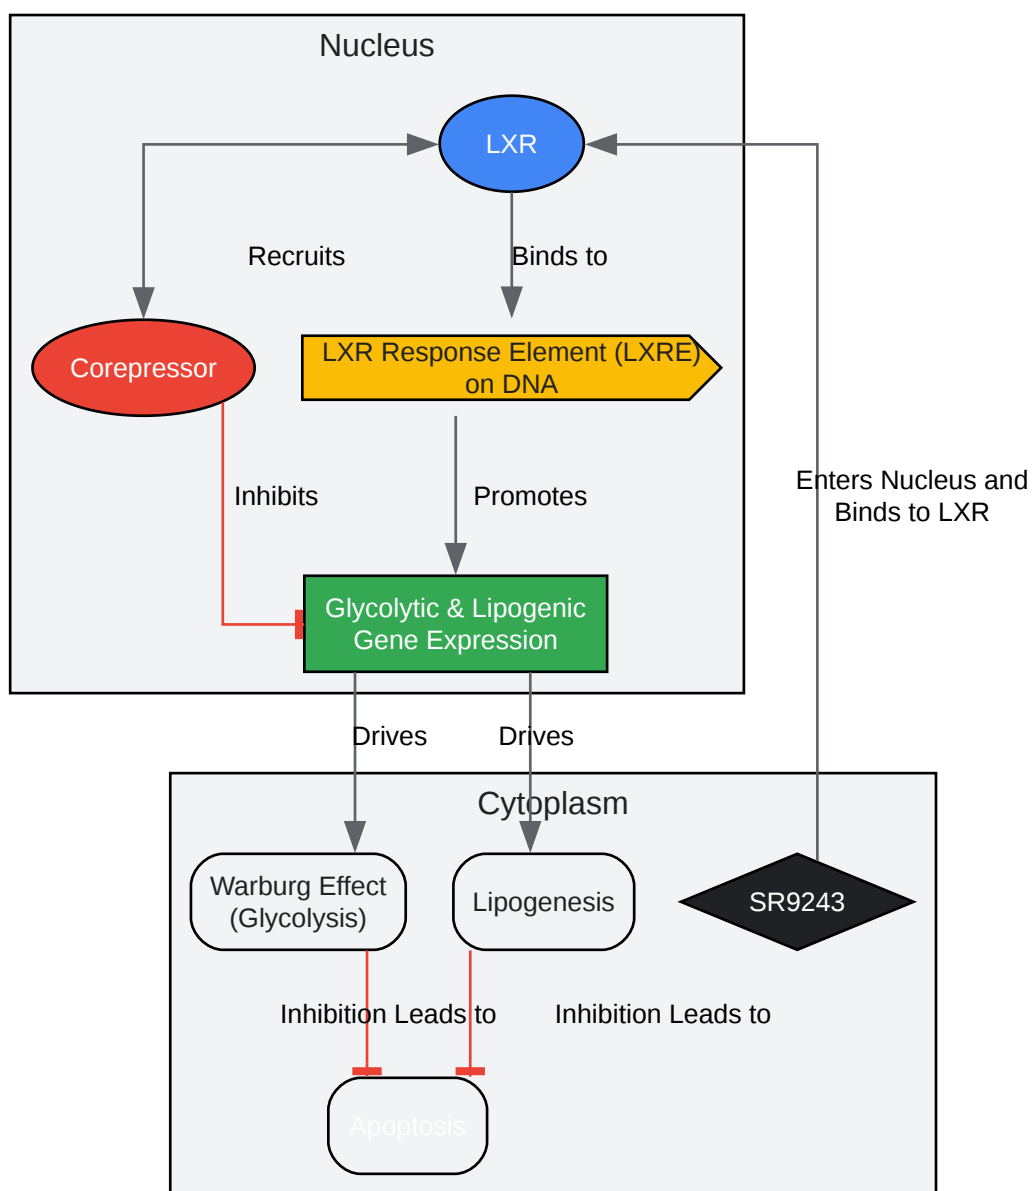 Nucleus
LXR
Recruits
Binds to
Corepressor
LXR Response Element (LXRE)
on DNA
Enters Nucleus and
Binds to LXR
Inhibits
Promotes
Glycolytic & Lipogenic
Gene Expression
Drives
Drives
Cytoplasm
Warburg Effect
(Glycolysis)
Lipogenesis
SR9243
Inhibition Leads to
Inhibition Leads to
Apoptosis